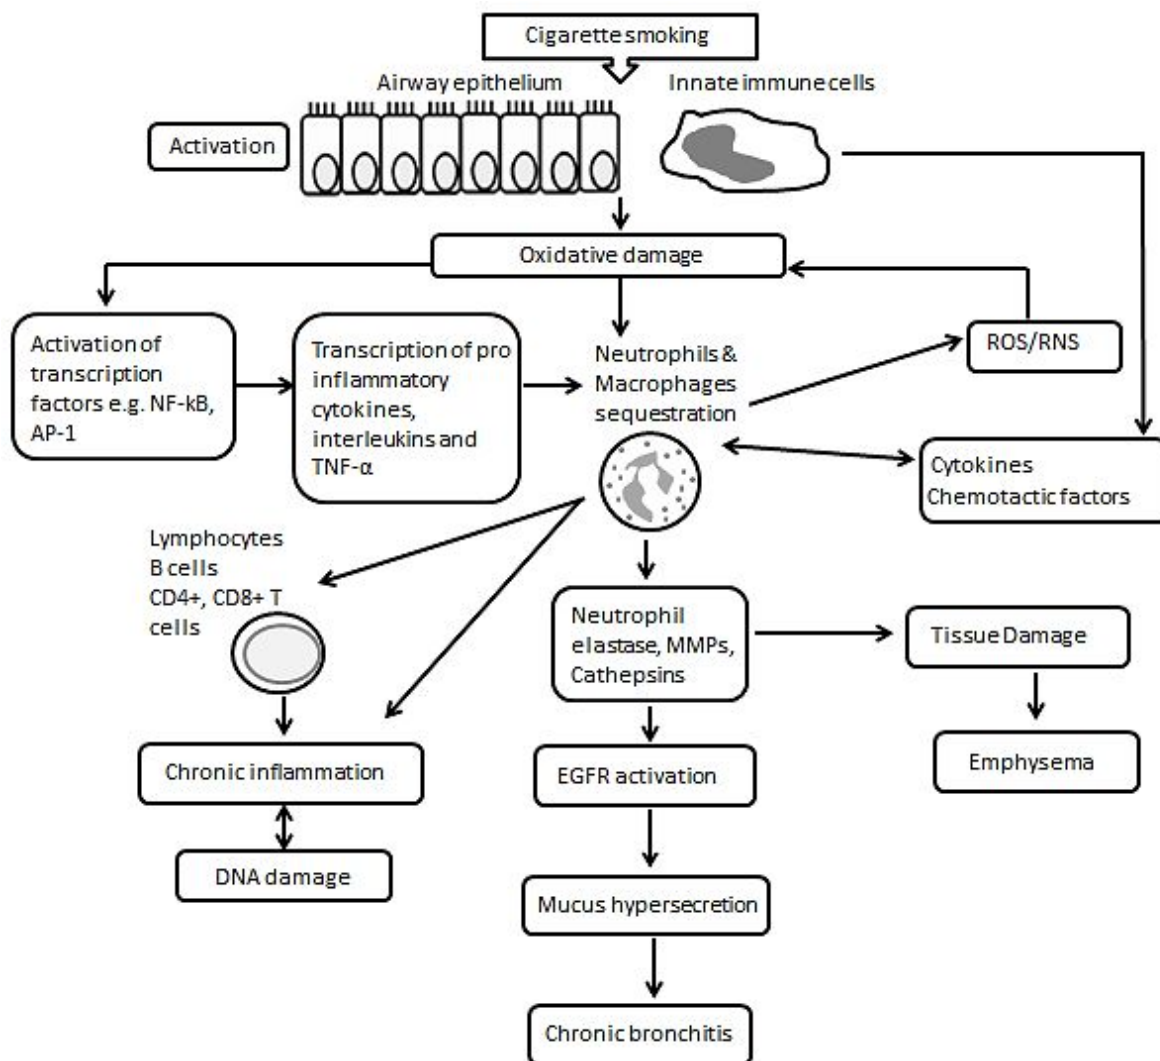 Cigarette smoking
Airway epithelium
Innate immune cells
Activation
Oxidative damage
Activation of
transcription
factors e.g. NF-kB,
AP-1
Transcription of pro
inflammatory
cytokines,
interleukins and
TNF-α
Neutrophils &
Macrophages
sequestration
ROS/RNS
Cytokines
Chemotactic factors
Lymphocytes
B cells
CD4+, CD8+ T
cells
Neutrophil
elastase, MMPs,
Cathepsins
Tissue Damage
Chronic inflammation
EGFR activation
Emphysema
DNA damage
Mucus hypersecretion
Chronic bronchitis